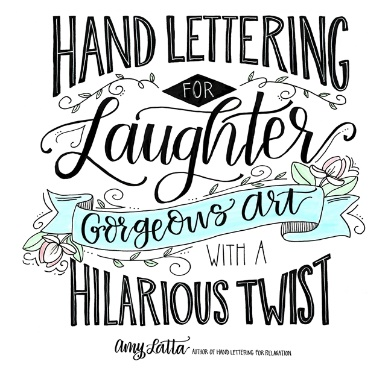 HAND LETTERING
FOR
Laughter
Gorgeous art
WITH A
HILARIOUS TWIST
Amy Latta AUTHOR OF HAND LETTERING FOR RELAXATION